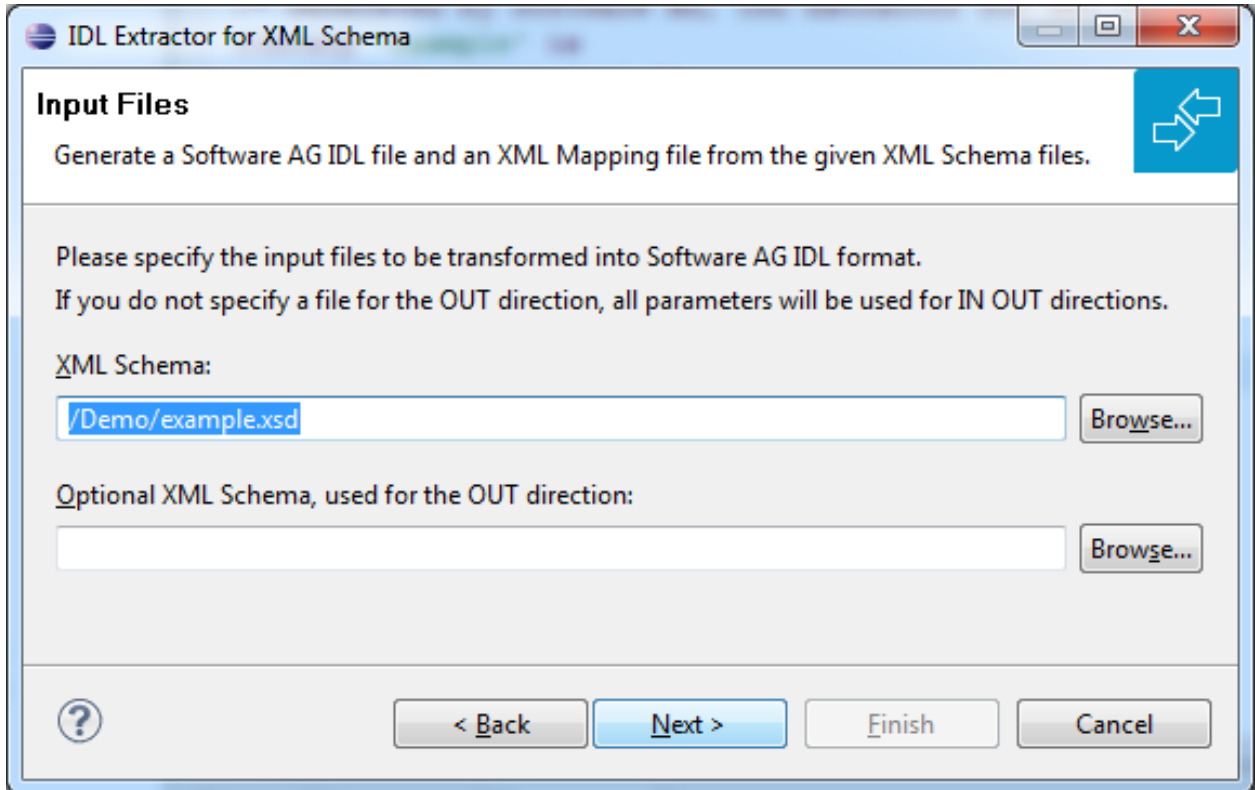 IDL Extractor for XML Schema
Input Files
Generate a Software AG IDL file and an XML Mapping file from the given XML Schema files.
Please specify the input files to be transformed into Software AG IDL format.
If you do not specify a file for the OUT direction, all parameters will be used for IN OUT directions.
XML Schema:
/Demo/example.xsd
Browse...
Optional XML Schema, used for the OUT direction:
Browse...
? < Back Next > Finish Cancel